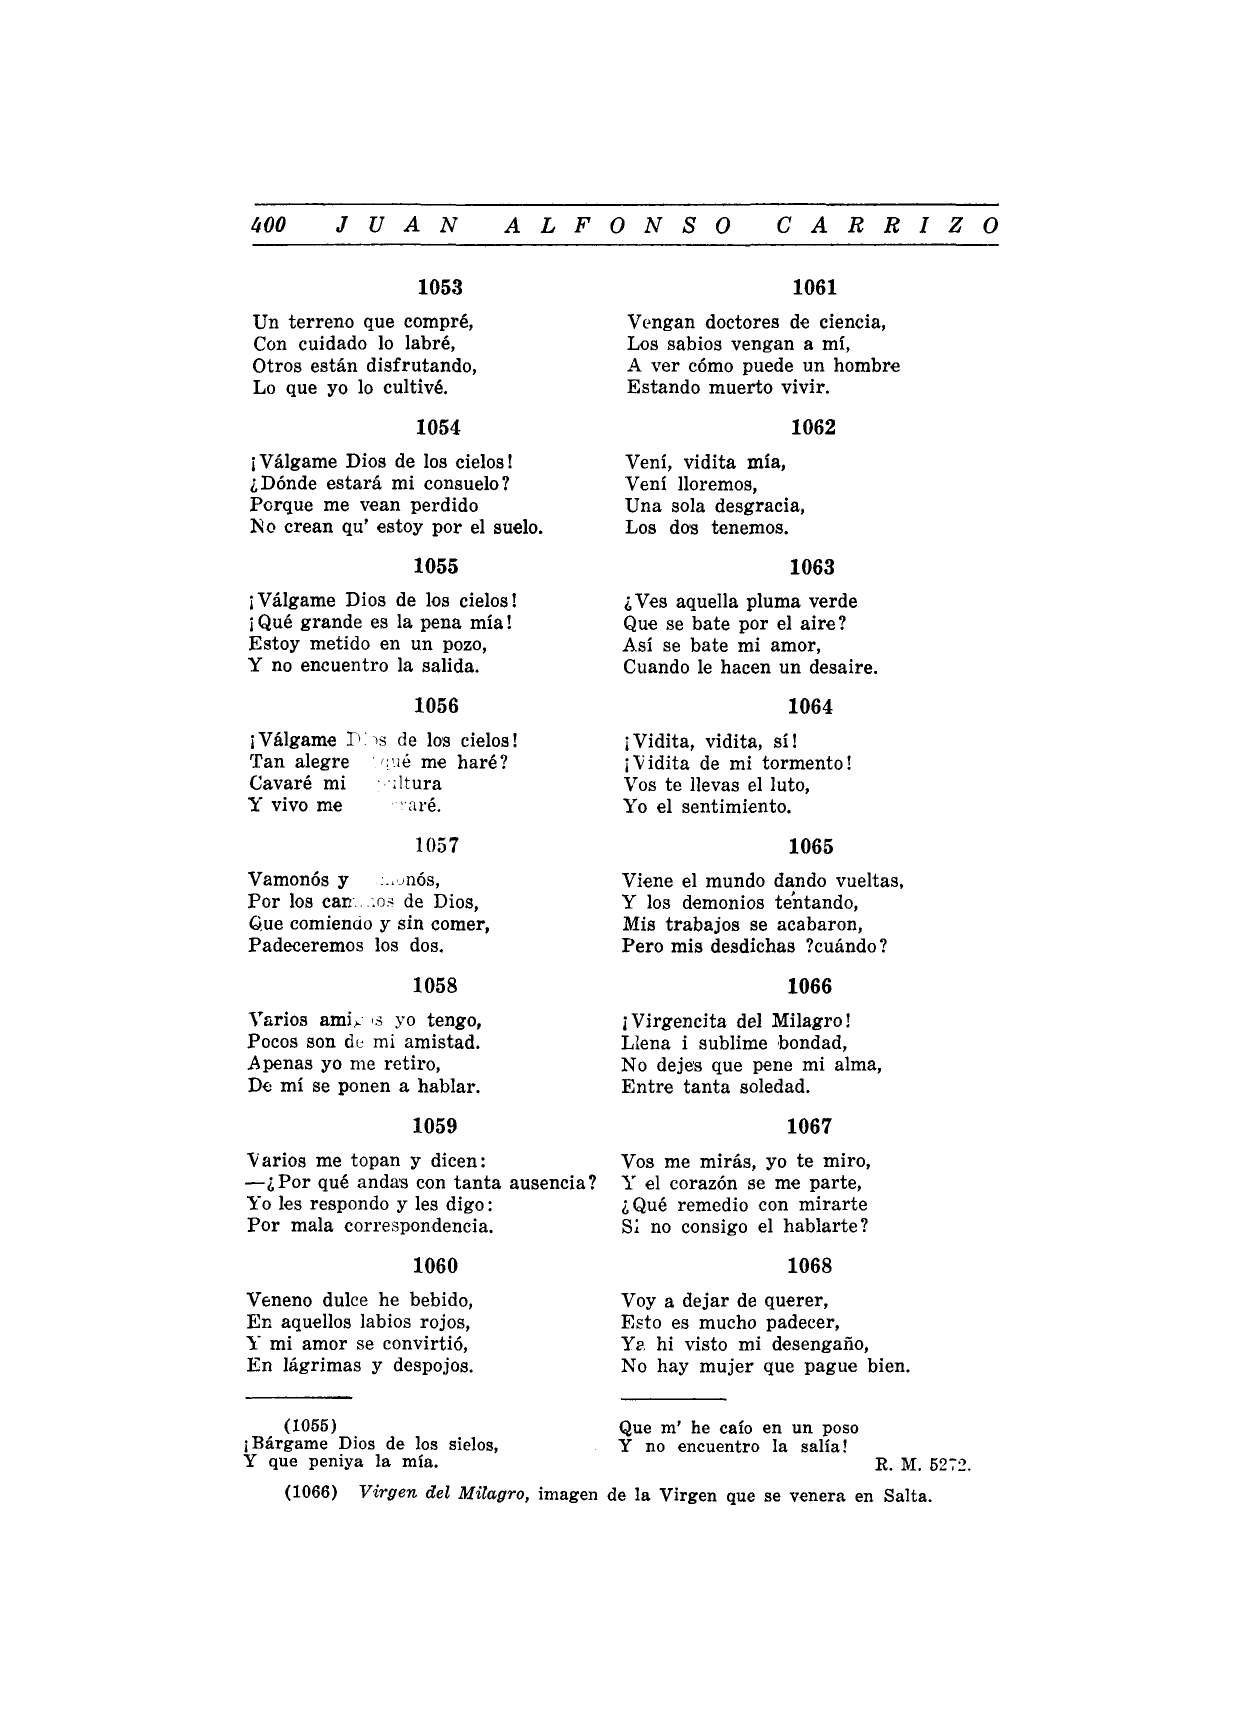 400 JUAN ALFONSO CARRIZO
1053
Un terreno que compré,
Con cuidado lo labré,
Otros están disfrutando,
Lo que yo lo cultivé.
1054
¡Válgame Dios de los cielos!
¿Dónde estará mi consuelo?
Porque me vean perdido
No crean qu' estoy por el suelo.
1055
¡Válgame Dios de los cielos!
¡Qué grande es la pena mía!
Estoy metido en un pozo,
Y no encuentro la salida.
1056
¡Válgame Dios de los cielos!
Tan alegre ¿qué me haré?
Cavaré mi
Y vivo me
1057
Vamonós y
Por los caminos de Dios,
Que comiendo y sin comer,
Padeceremos los dos.
1058
Varios amigos yo tengo,
Pocos son de mi amistad.
Apenas yo me retiro,
De mí se ponen a hablar.
1059
Varios me topan y dicen:
—¿Por qué andas con tanta ausencia?
Yo les respondo y les digo:
Por mala correspondencia.
1060
Veneno dulce he bebido,
En aquellos labios rojos,
Y mi amor se convirtió,
En lágrimas y despojos.
1061
Vengan doctores de ciencia,
Los sabios vengan a mí,
A ver cómo puede un hombre
Estando muerto vivir.
1062
Vení, vidita mía,
Vení lloremos,
Una sola desgracia,
Los dos tenemos.
1063
¿Ves aquella pluma verde
Que se bate por el aire?
Así se bate mi amor,
Cuando le hacen un desaire.
1064
¡Vidita, vidita, sí!
¡Vidita de mi tormento!
Vos te llevas el luto,
Yo el sentimiento.
1065
Viene el mundo dando vueltas,
Y los demonios tentando,
Mis trabajos se acabaron,
Pero mis desdichas ?cuándo?
1066
¡Virgencita del Milagro!
Llena i sublime bondad,
No dejes que pene mi alma,
Entre tanta soledad.
1067
Vos me mirás, yo te miro,
Y el corazón se me parte,
¿Qué remedio con mirarte
Si no consigo el hablarte?
1068
Voy a dejar de querer,
Esto es mucho padecer,
Ya hi visto mi desengaño,
No hay mujer que pague bien.
(1055)
¡Bárgame Dios de los sielos,
Y que peniya la mía.
Que m' he caío en un poso
Y no encuentro la salía!
R. M. 5272.
(1066) Virgen del Milagro, imagen de la Virgen que se venera en Salta.